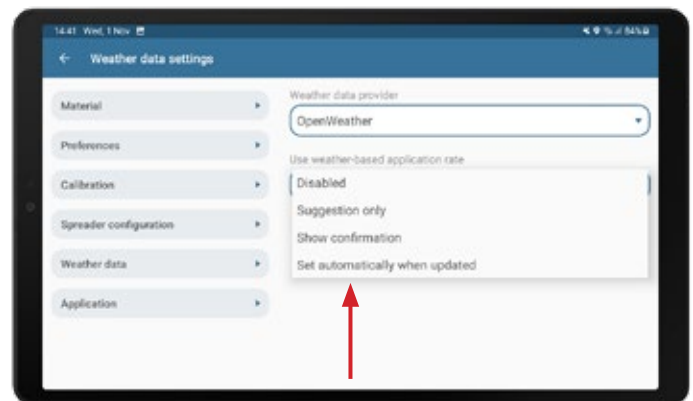 14:41 Wed, 1 Nov
54%
← Weather data settings
Material
Preferences
Calibration
Spreader configuration
Weather data
Application
Weather data provider
OpenWeather
Use weather-based application rate
Disabled
Suggestion only
Show confirmation
Set automatically when updated